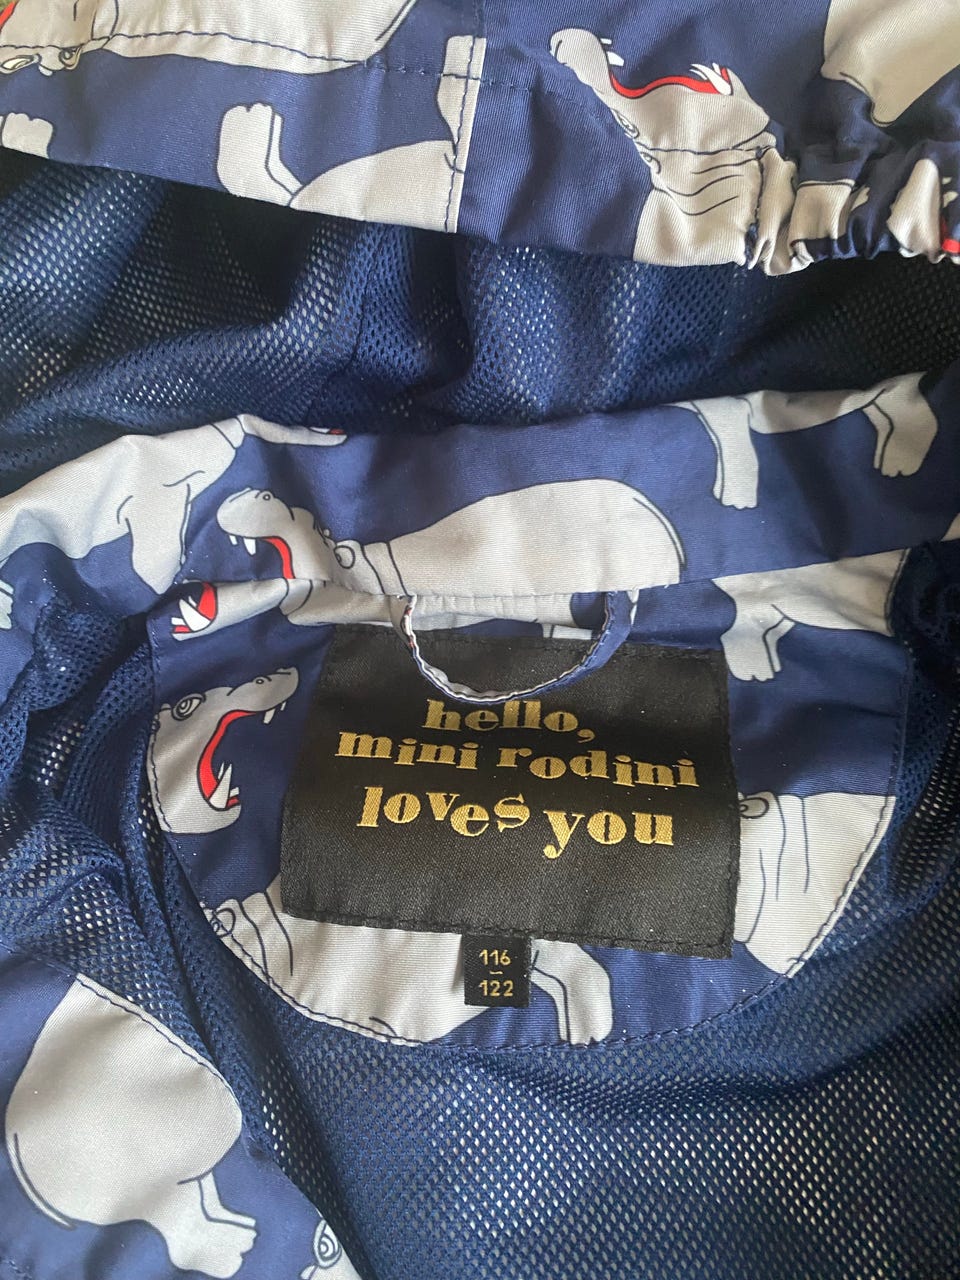 hello,
mini rodini
loves you
116
–
122